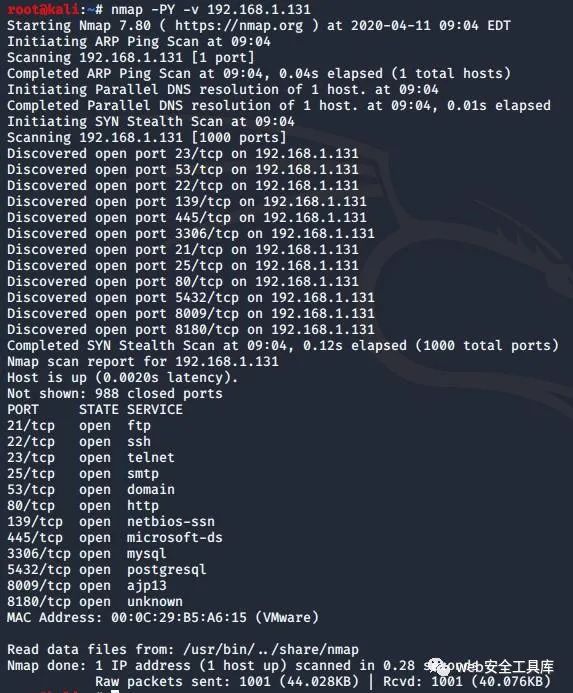 root@kali:~# nmap -PY -v 192.168.1.131
Starting Nmap 7.80 ( https://nmap.org ) at 2020-04-11 09:04 EDT
Initiating ARP Ping Scan at 09:04
Scanning 192.168.1.131 [1 port]
Completed ARP Ping Scan at 09:04, 0.04s elapsed (1 total hosts)
Initiating Parallel DNS resolution of 1 host. at 09:04
Completed Parallel DNS resolution of 1 host. at 09:04, 0.01s elapsed
Initiating SYN Stealth Scan at 09:04
Scanning 192.168.1.131 [1000 ports]
Discovered open port 23/tcp on 192.168.1.131
Discovered open port 53/tcp on 192.168.1.131
Discovered open port 22/tcp on 192.168.1.131
Discovered open port 139/tcp on 192.168.1.131
Discovered open port 445/tcp on 192.168.1.131
Discovered open port 3306/tcp on 192.168.1.131
Discovered open port 21/tcp on 192.168.1.131
Discovered open port 25/tcp on 192.168.1.131
Discovered open port 80/tcp on 192.168.1.131
Discovered open port 5432/tcp on 192.168.1.131
Discovered open port 8009/tcp on 192.168.1.131
Discovered open port 8180/tcp on 192.168.1.131
Completed SYN Stealth Scan at 09:04, 0.12s elapsed (1000 total ports)
Nmap scan report for 192.168.1.131
Host is up (0.0020s latency).
Not shown: 988 closed ports
PORT     STATE SERVICE
21/tcp   open  ftp
22/tcp   open  ssh
23/tcp   open  telnet
25/tcp   open  smtp
53/tcp   open  domain
80/tcp   open  http
139/tcp  open  netbios-ssn
445/tcp  open  microsoft-ds
3306/tcp open  mysql
5432/tcp open  postgresql
8009/tcp open  ajp13
8180/tcp open  unknown
MAC Address: 00:0C:29:B5:A6:15 (VMware)
Read data files from: /usr/bin/../share/nmap
Nmap done: 1 IP address (1 host up) scanned in 0.28 seconds
Web安全工具库
Raw packets sent: 1001 (44.028KB) | Rcvd: 1001 (40.076KB)